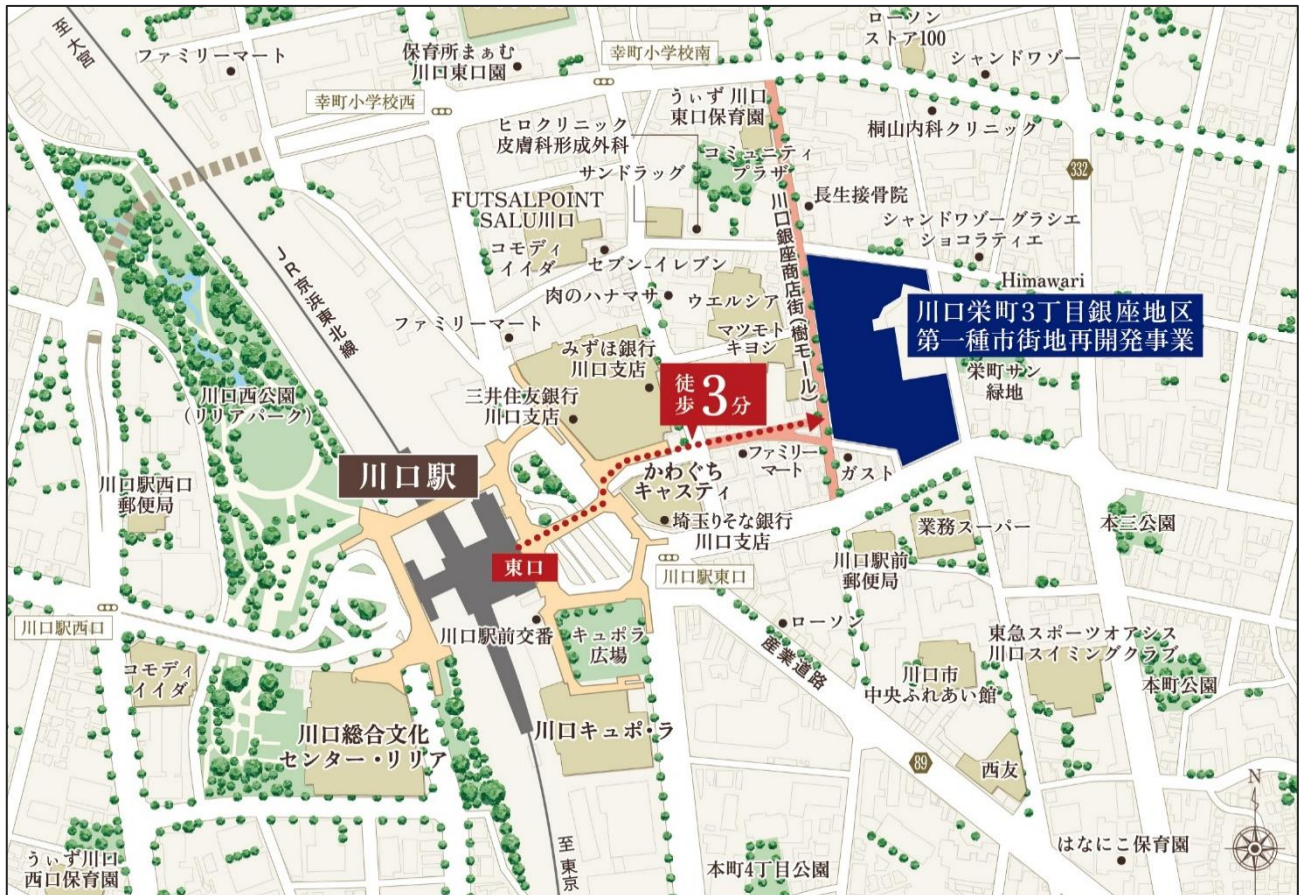 至大宮
ファミリーマート
保育所まぁむ
川口東口園
幸町小学校南
ローソン
ストア100
シャンドワゾー
幸町小学校西
うぃず 川口
東口保育園
桐山内科クリニック
ヒロクリニック
皮膚科形成外科
コミュニティ
プラザ
サンドラッグ
332
FUTSALPOINT
SALU川口
長生接骨院
川口銀座商店街(樹モール)
シャンドワゾー グラシエ
ショコラティエ
コモディ
イイダ
セブン-イレブン
Himawari
JR京浜東北線
肉のハナマサ
ウエルシア
川口栄町3丁目銀座地区
第一種市街地再開発事業
ファミリーマート
マツモト
キヨシ
みずほ銀行
川口支店
栄町サン
緑地
川口西公園
(リリアパーク)
三井住友銀行
川口支店
徒歩3分
川口駅
かわぐち
キャスティ
ファミリー
マート
ガスト
川口駅西口
郵便局
埼玉りそな銀行
川口支店
業務スーパー
本三公園
東口
川口駅東口
川口駅前
郵便局
川口駅西口
川口駅前交番
キュポラ
広場
ローソン
東急スポーツオアシス
川口スイミングクラブ
コモディ
イイダ
産業道路
川口市
中央ふれあい館
本町公園
川口総合文化
センター・リリア
川口キュポ・ラ
89
西友
N
至東京
うぃず川口
西口保育園
本町4丁目公園
はなにこ保育園